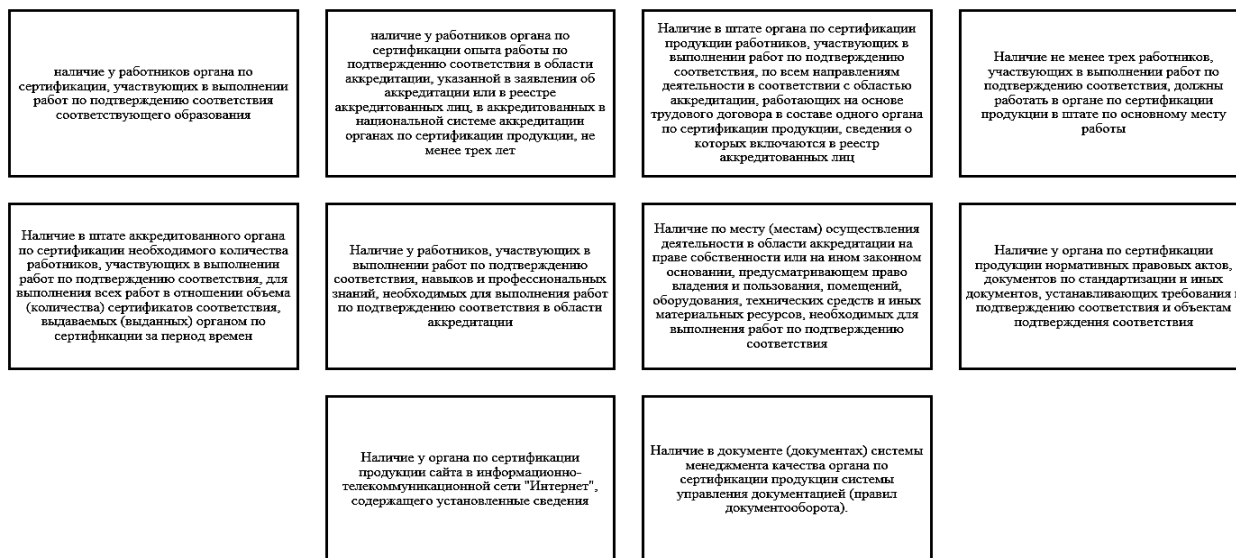 наличие у работников органа по
сертификации, участвующих в выполнении
работ по подтверждению соответствия
соответствующего образования
наличие у работников органа по
сертификации опыта работы по
подтверждению соответствия в области
аккредитации, указанной в заявлении об
аккредитации или в реестре
аккредитованных лиц, в аккредитованных в
национальной системе аккредитации
органах по сертификации продукции, не
менее трех лет
Наличие в штате органа по сертификации
продукции работников, участвующих в
выполнении работ по подтверждению
соответствия, по всем направлениям
деятельности в соответствии с областью
аккредитации, работающих на основе
трудового договора в составе одного органа
по сертификации продукции, сведения о
которых включаются в реестр
аккредитованных лиц
Наличие не менее трех работников,
участвующих в выполнении работ по
подтверждению соответствия, должны
работать в органе по сертификации
продукции в штате по основному месту
работы
Наличие в штате аккредитованного органа
по сертификации необходимого количества
работников, участвующих в выполнении
работ по подтверждению соответствия, для
выполнения всех работ в отношении объема
(количества) сертификатов соответствия,
выдаваемых (выданных) органом по
сертификации за период времен
Наличие у работников, участвующих в
выполнении работ по подтверждению
соответствия, навыков и профессиональных
знаний, необходимых для выполнения работ
по подтверждению соответствия в области
аккредитации
Наличие по месту (местам) осуществления
деятельности в области аккредитации на
праве собственности или на ином законном
основании, предусматривающем право
владения и пользования, помещений,
оборудования, технических средств и иных
материальных ресурсов, необходимых для
выполнения работ по подтверждению
соответствия
Наличие у органа по сертификации
продукции нормативных правовых актов,
документов по стандартизации и иных
документов, устанавливающих требования
подтверждению соответствия и объектам
подтверждения соответствия
Наличие у органа по сертификации
продукции сайта в информационно-
телекоммуникационной сети "Интернет",
содержащего установленные сведения
Наличие в документе (документах) системы
менеджмента качества органа по
сертификации продукции системы
управления документацией (правил
документооборота).